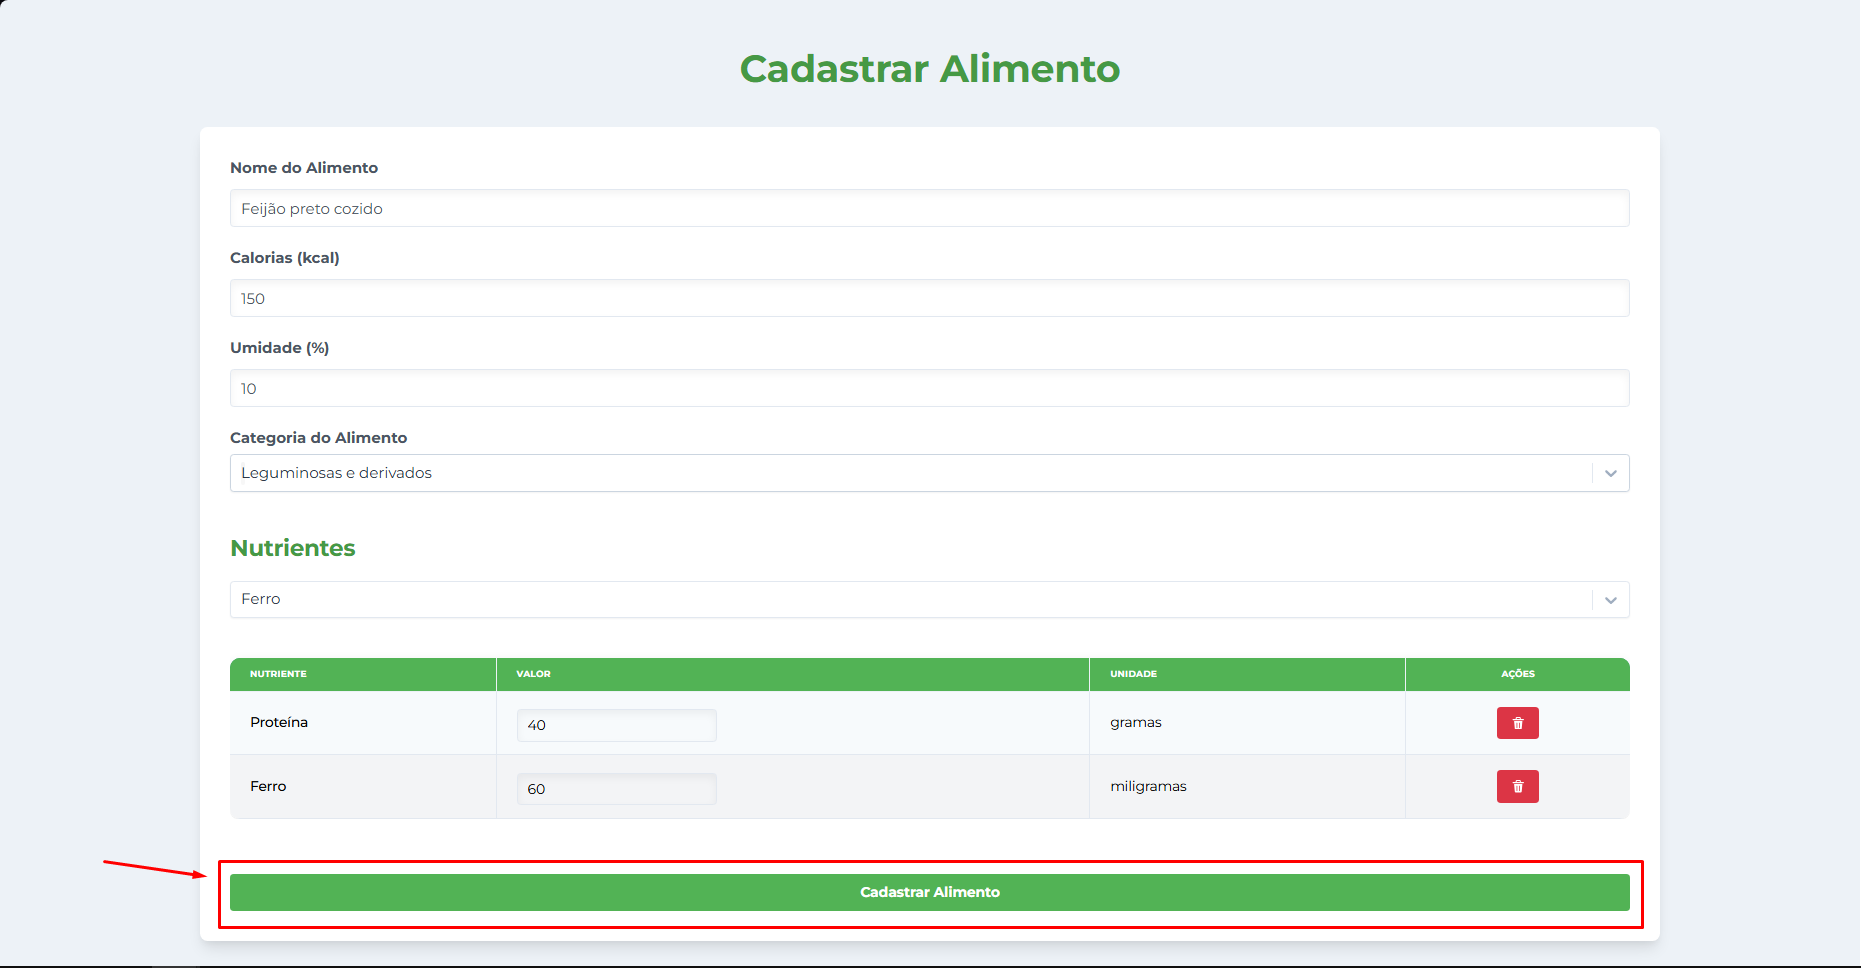 Cadastrar Alimento
Nome do Alimento
Feijão preto cozido
Calorias (kcal)
150
Umidade (%)
10
Categoria do Alimento
Leguminosas e derivados
Nutrientes
Ferro
NUTRIENTE VALOR UNIDADE AÇÕES
Proteína 40 gramas
Ferro 60 miligramas
Cadastrar Alimento